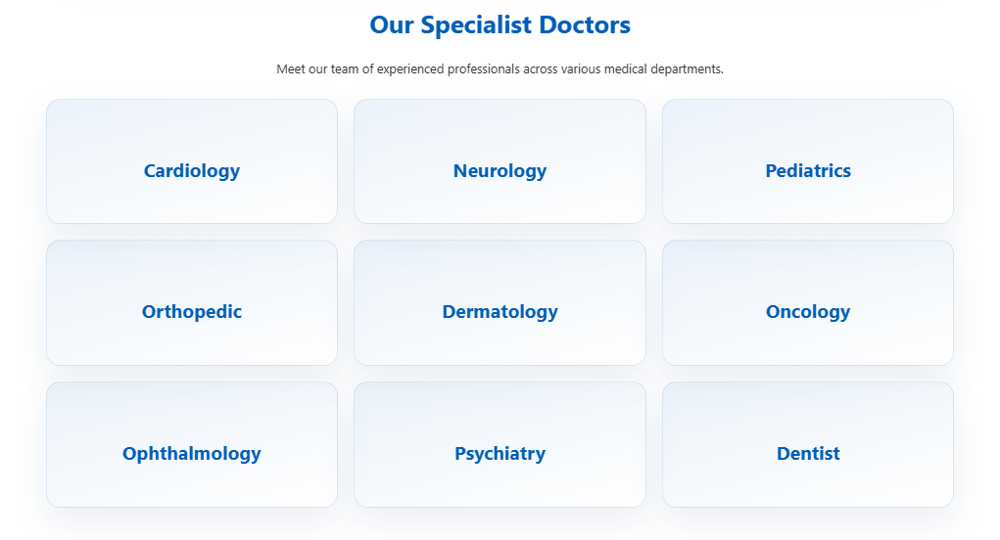 Our Specialist Doctors
Meet our team of experienced professionals across various medical departments.
Cardiology
Neurology
Pediatrics
Orthopedic
Dermatology
Oncology
Ophthalmology
Psychiatry
Dentist